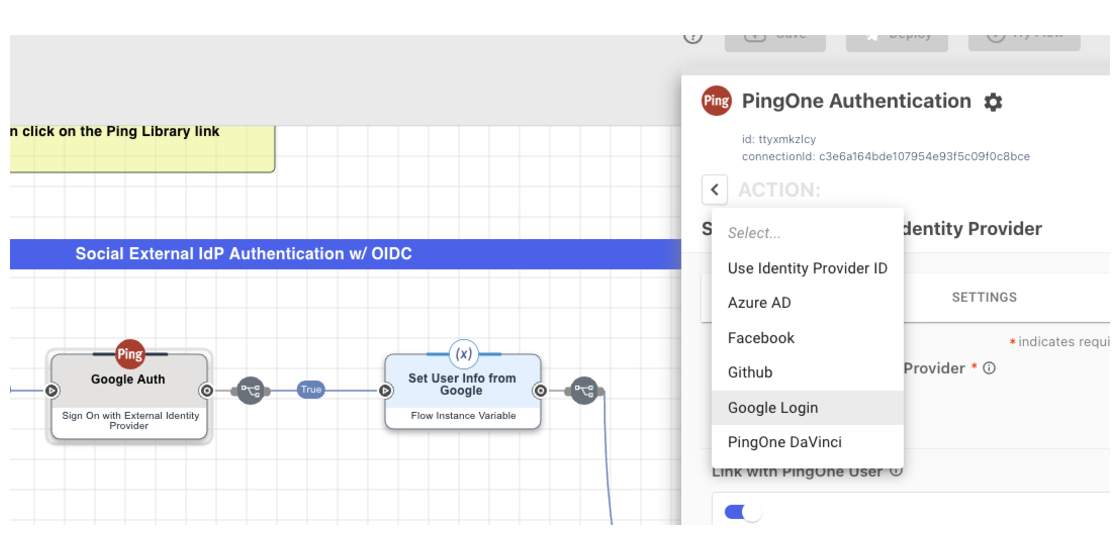 Save
Deploy
Try Flow
n click on the Ping Library link
Ping
PingOne Authentication
id: ttyxmkzlcy
connectionId: c3e6a164bde107954e93f5c09f0c8bce
ACTION:
S
dentity Provider
Select...
Use Identity Provider ID
Azure AD
Facebook
Github
Google Login
PingOne DaVinci
SETTINGS
* indicates requi
Provider *
Link with PingOne User
Social External IdP Authentication w/ OIDC
Ping
Google Auth
Sign On with External Identity
Provider
True
(x)
Set User Info from
Google
Flow Instance Variable